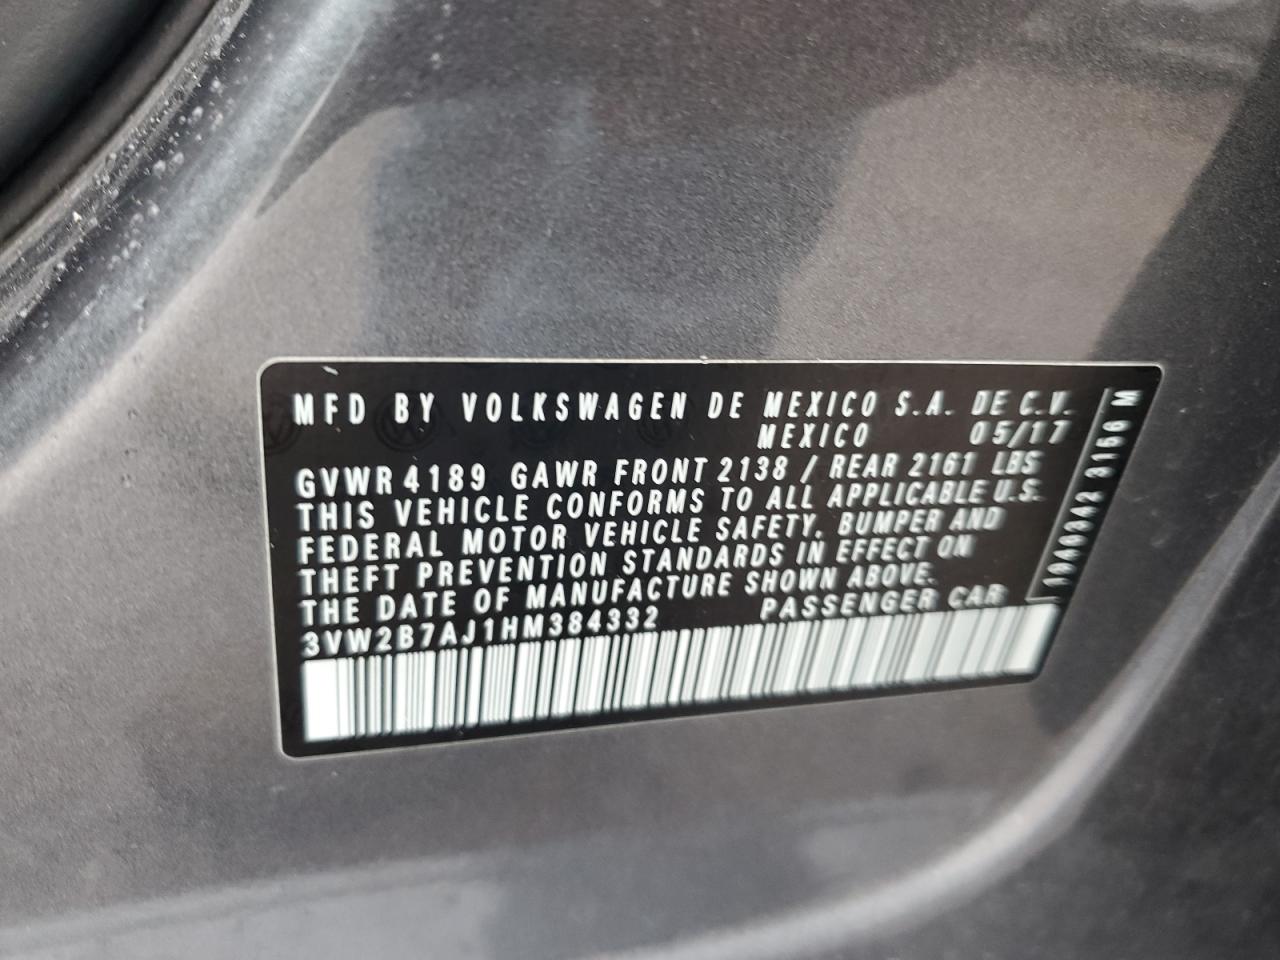 MFD BY VOLKSWAGEN DE MEXICO S.A. DE C.V.
MEXICO 05/17
GVWR 4189 GAWR FRONT 2138 / REAR 2161 LBS
THIS VEHICLE CONFORMS TO ALL APPLICABLE U.S.
FEDERAL MOTOR VEHICLE SAFETY, BUMPER AND
THEFT PREVENTION STANDARDS IN EFFECT ON
THE DATE OF MANUFACTURE SHOWN ABOVE.
3VW2B7AJ1HM384332 PASSENGER CAR
3156 M